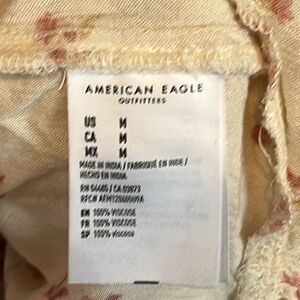 AMERICAN EAGLE
OUTFITTERS
US M
CA M
MX M
MADE IN INDIA / FABRIQUÉ EN INDE /
HECHO EN INDIA
RN 54485 / CA 03873
EN 100% VISCOSE
FR 100% VISCOSE
SP 100% viscosa